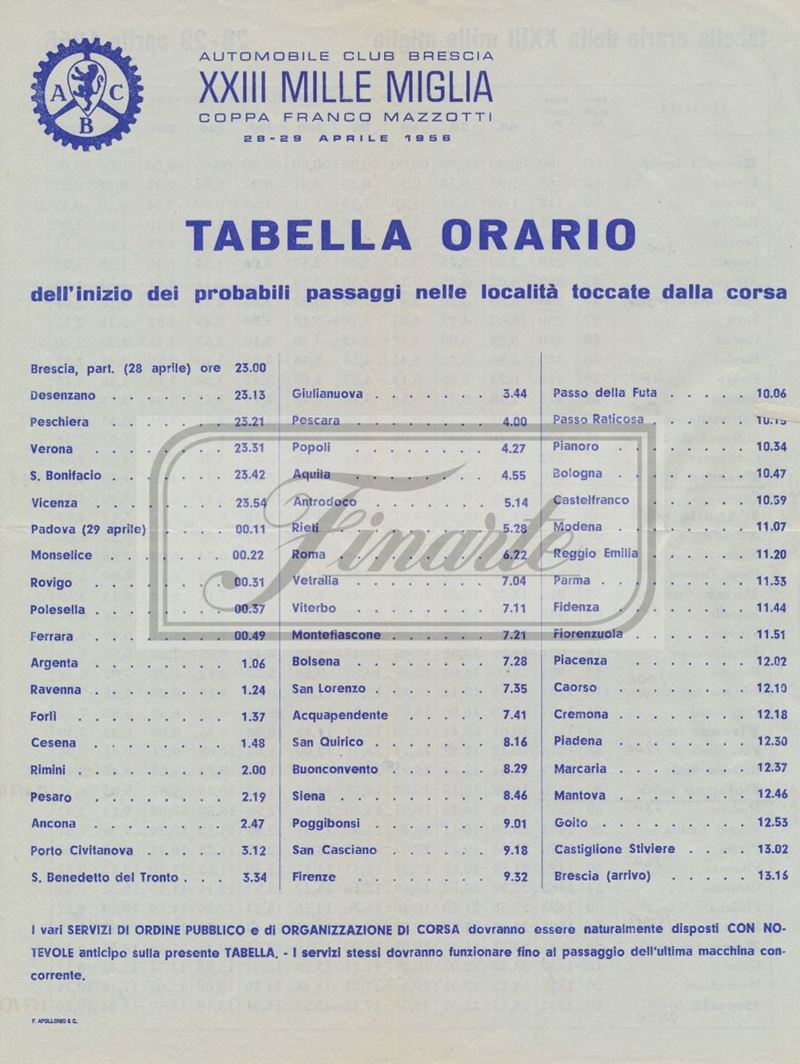 A C B
AUTOMOBILE CLUB BRESCIA
XXIII MILLE MIGLIA
COPPA FRANCO MAZZOTTI
28-29 APRILE 1956
TABELLA ORARIO
dell'inizio dei probabili passaggi nelle località toccate dalla corsa
Brescia, part. (28 aprile) ore 23.00
Desenzano . . . . . . . 23.13
Peschiera . . . . . . . 23.21
Verona . . . . . . . . 23.31
S. Bonifacio . . . . . . 23.42
Vicenza . . . . . . . . 23.54
Padova (29 aprile) . . . . 00.11
Monselice . . . . . . . 00.22
Rovigo . . . . . . . . 00.31
Polesella . . . . . . . . 00.37
Ferrara . . . . . . . . 00.49
Argenta . . . . . . . . 1.06
Ravenna . . . . . . . . 1.24
Forlì . . . . . . . . 1.37
Cesena . . . . . . . . 1.48
Rimini . . . . . . . . . 2.00
Pesaro . . . . . . . . 2.19
Ancona . . . . . . . . 2.47
Porto Civitanova . . . . . 3.12
S. Benedetto del Tronto . . . 3.34
Giulianuova . . . . . . . 3.44
Pescara . . . . . . . . 4.00
Popoli . . . . . . . . 4.27
Aquila . . . . . . . . 4.55
Antrodoco . . . . . . . 5.14
Rieti . . . . . . . . . 5.28
Roma . . . . . . . . . 6.22
Vetralla . . . . . . . . 7.04
Viterbo . . . . . . . . 7.11
Montefiascone . . . . . . 7.21
Bolsena . . . . . . . . 7.28
San Lorenzo . . . . . . . 7.35
Acquapendente . . . . . 7.41
San Quirico . . . . . . . 8.16
Buonconvento . . . . . . 8.29
Siena . . . . . . . . . 8.46
Poggibonsi . . . . . . . 9.01
San Casciano . . . . . . 9.18
Firenze . . . . . . . . 9.32
Passo della Futa . . . . . 10.06
Passo Raticosa . . . . . .
Pianoro . . . . . . . . 10.34
Bologna . . . . . . . . 10.47
Castelfranco . . . . . . 10.59
Modena . . . . . . . . 11.07
Reggio Emilia . . . . . . 11.20
Parma . . . . . . . . . 11.33
Fidenza . . . . . . . . 11.44
Fiorenzuola . . . . . . . 11.51
Piacenza . . . . . . . . 12.02
Caorso . . . . . . . . 12.10
Cremona . . . . . . . . 12.18
Piadena . . . . . . . . 12.30
Marcaria . . . . . . . . 12.37
Mantova . . . . . . . . 12.46
Goito . . . . . . . . . 12.53
Castiglione Stiviere . . . . 13.02
Brescia (arrivo) . . . . . 13.16
Finarte
I vari SERVIZI DI ORDINE PUBBLICO e di ORGANIZZAZIONE DI CORSA dovranno essere naturalmente disposti CON NO-
TEVOLE anticipo sulla presente TABELLA. - I servizi stessi dovranno funzionare fino al passaggio dell'ultima macchina con-
corrente.
F. APOLLONIO & C.